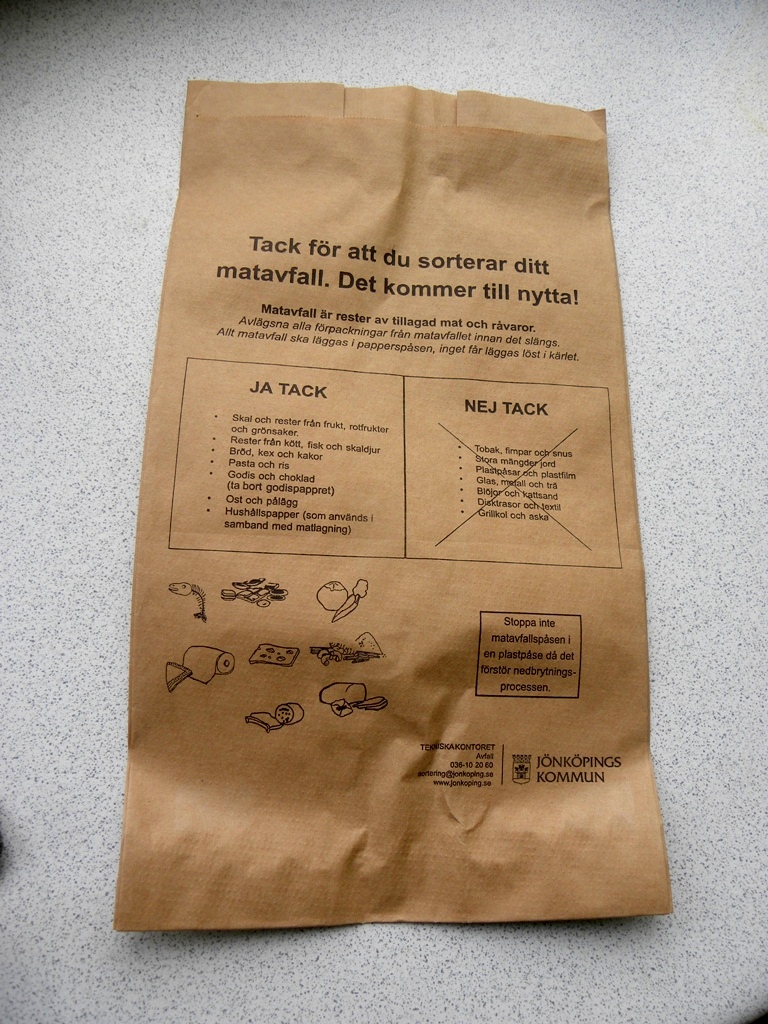 Tack för att du sorterar ditt
matavfall. Det kommer till nytta!
Matavfall är rester av tillagad mat och råvaror.
Avlägsna alla förpackningar från matavfallet innan det slängs.
Allt matavfall ska läggas i papperspåsen, inget får läggas löst i kärlet.
JA TACK
• Skal och rester från frukt, rotfrukter
och grönsaker.
• Rester från kött, fisk och skaldjur
• Bröd, kex och kakor
• Pasta och ris
• Godis och choklad
(ta bort godispappret)
• Ost och pålägg
• Hushållspapper (som används i
samband med matlagning)
NEJ TACK
• Tobak, fimpar och snus
• Stora mängder jord
• Plastpåsar och plastfilm
• Glas, metall och trä
• Blöjor och kattsand
• Disktrasor och textil
• Grillkol och aska
Stoppa inte
matavfallspåsen i
en plastpåse då det
förstör nedbrytnings-
processen.
TEKNISKA KONTORET
Avfall
036-10 20 60
sortering@jonkoping.se
www.jonkoping.se
JÖNKÖPINGS
KOMMUN